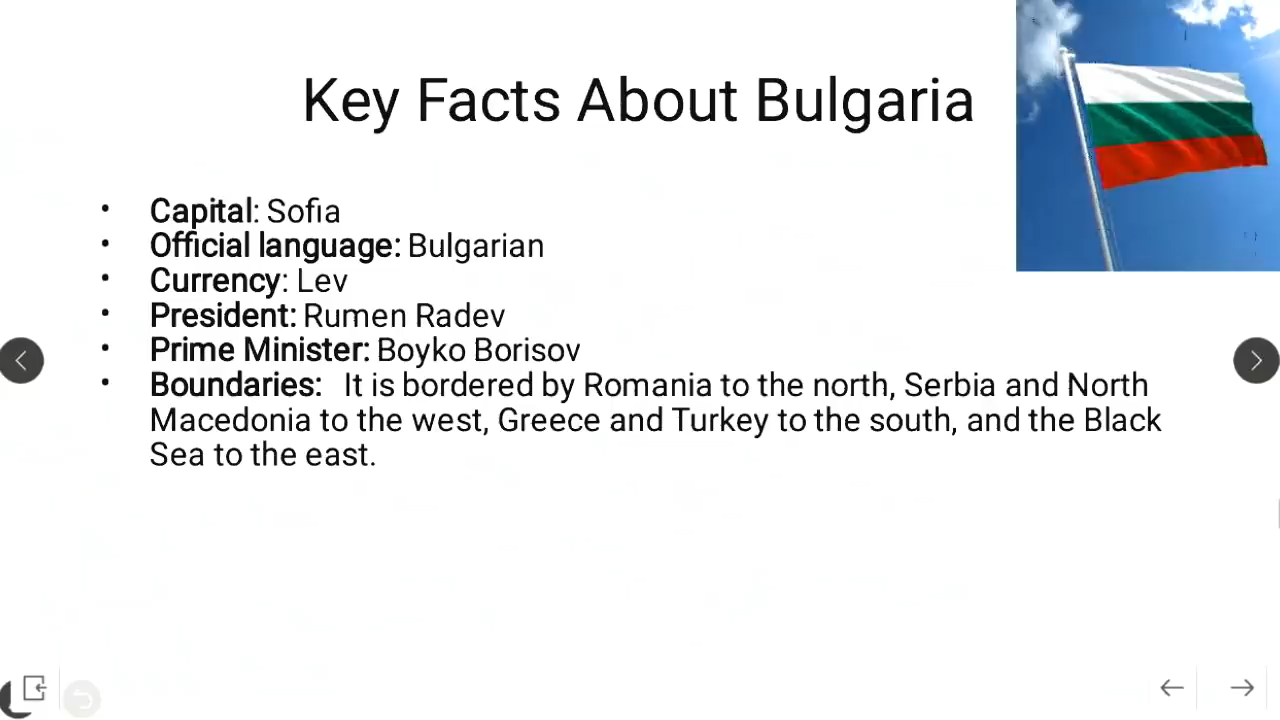 Key Facts About Bulgaria
• Capital: Sofia
• Official language: Bulgarian
• Currency: Lev
• President: Rumen Radev
• Prime Minister: Boyko Borisov
• Boundaries: It is bordered by Romania to the north, Serbia and North
Macedonia to the west, Greece and Turkey to the south, and the Black
Sea to the east.